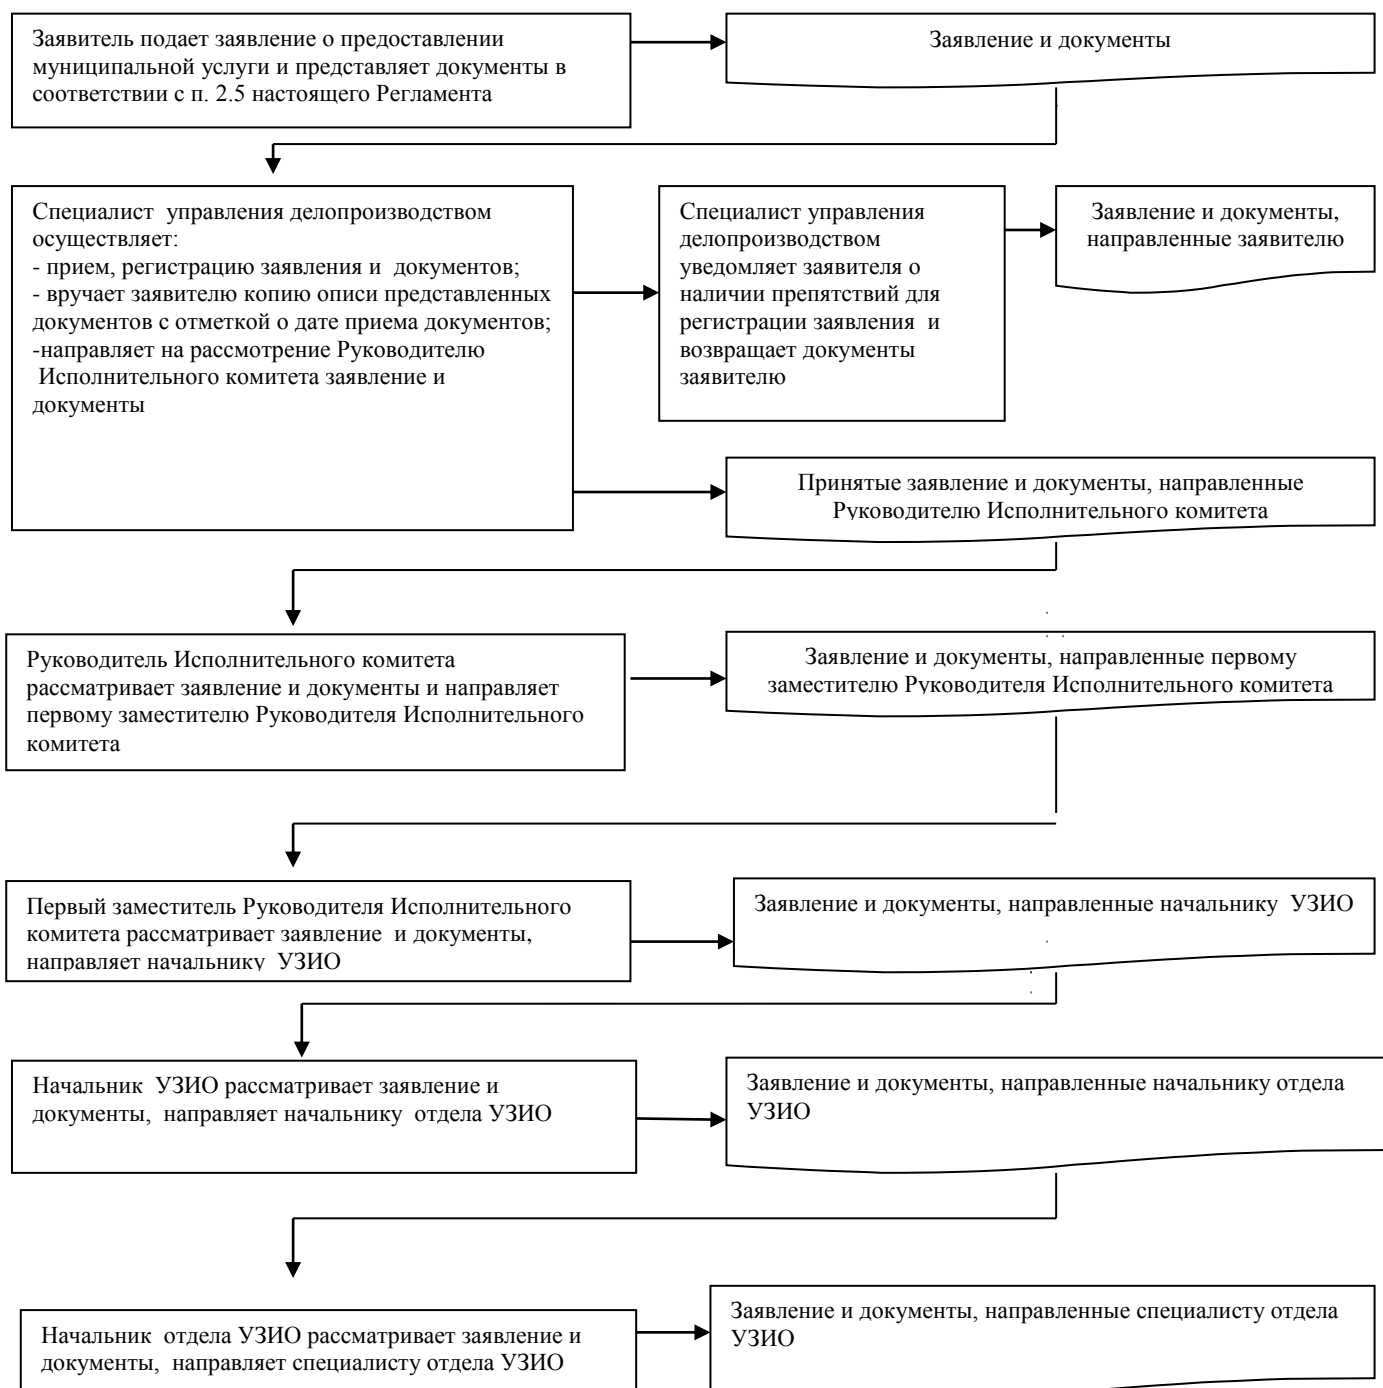 Заявитель подает заявление о предоставлении
муниципальной услуги и представляет документы в
соответствии с п. 2.5 настоящего Регламента
Заявление и документы
Специалист управления делопроизводством
осуществляет:
- прием, регистрацию заявления и документов;
- вручает заявителю копию описи представленных
документов с отметкой о дате приема документов;
-направляет на рассмотрение Руководителю
Исполнительного комитета заявление и
документы
Специалист управления
делопроизводством
уведомляет заявителя о
наличии препятствий для
регистрации заявления и
возвращает документы
заявителю
Заявление и документы,
направленные заявителю
Принятые заявление и документы, направленные
Руководителю Исполнительного комитета
Руководитель Исполнительного комитета
рассматривает заявление и документы и направляет
первому заместителю Руководителя Исполнительного
комитета
Заявление и документы, направленные первому
заместителю Руководителя Исполнительного комитета
Первый заместитель Руководителя Исполнительного
комитета рассматривает заявление и документы,
направляет начальнику УЗИО
Заявление и документы, направленные начальнику УЗИО
Начальник УЗИО рассматривает заявление и
документы, направляет начальнику отдела УЗИО
Заявление и документы, направленные начальнику отдела
УЗИО
Начальник отдела УЗИО рассматривает заявление и
документы, направляет специалисту отдела УЗИО
Заявление и документы, направленные специалисту отдела
УЗИО